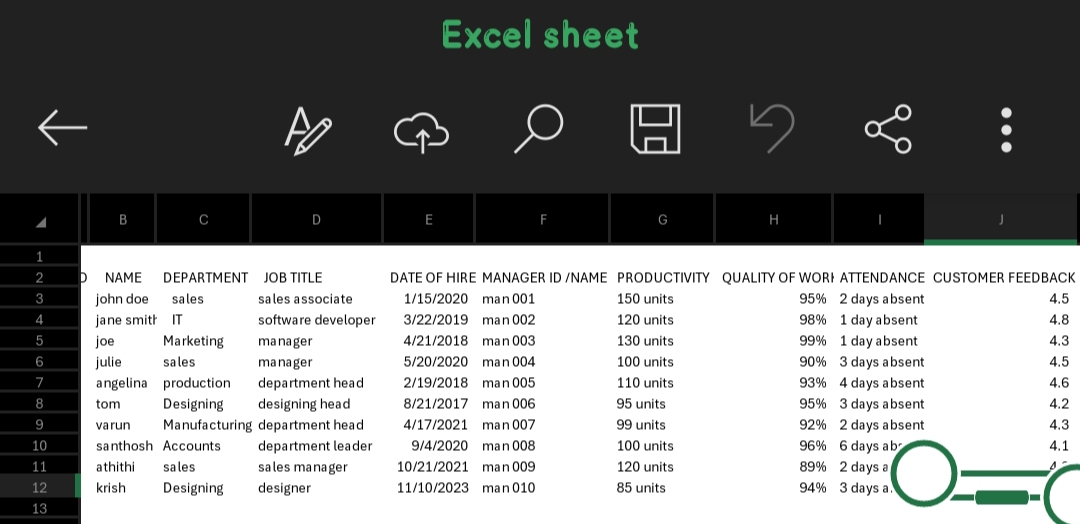 Excel sheet
B C D E F G H I J
1
2 NAME DEPARTMENT JOB TITLE DATE OF HIRE MANAGER ID /NAME PRODUCTIVITY QUALITY OF WORK ATTENDANCE CUSTOMER FEEDBACK
3 john doe sales sales associate 1/15/2020 man 001 150 units 95% 2 days absent 4.5
4 jane smith IT software developer 3/22/2019 man 002 120 units 98% 1 day absent 4.8
5 joe Marketing manager 4/21/2018 man 003 130 units 99% 1 day absent 4.3
6 julie sales manager 5/20/2020 man 004 100 units 90% 3 days absent 4.5
7 angelina production department head 2/19/2018 man 005 110 units 93% 4 days absent 4.6
8 tom Designing designing head 8/21/2017 man 006 95 units 95% 3 days absent 4.2
9 varun Manufacturing department head 4/17/2021 man 007 99 units 92% 2 days absent 4.3
10 santhosh Accounts department leader 9/4/2020 man 008 100 units 96% 6 days 4.1
11 athithi sales sales manager 10/21/2021 man 009 120 units 89% 2 days
12 krish Designing designer 11/10/2023 man 010 85 units 94% 3 days
13